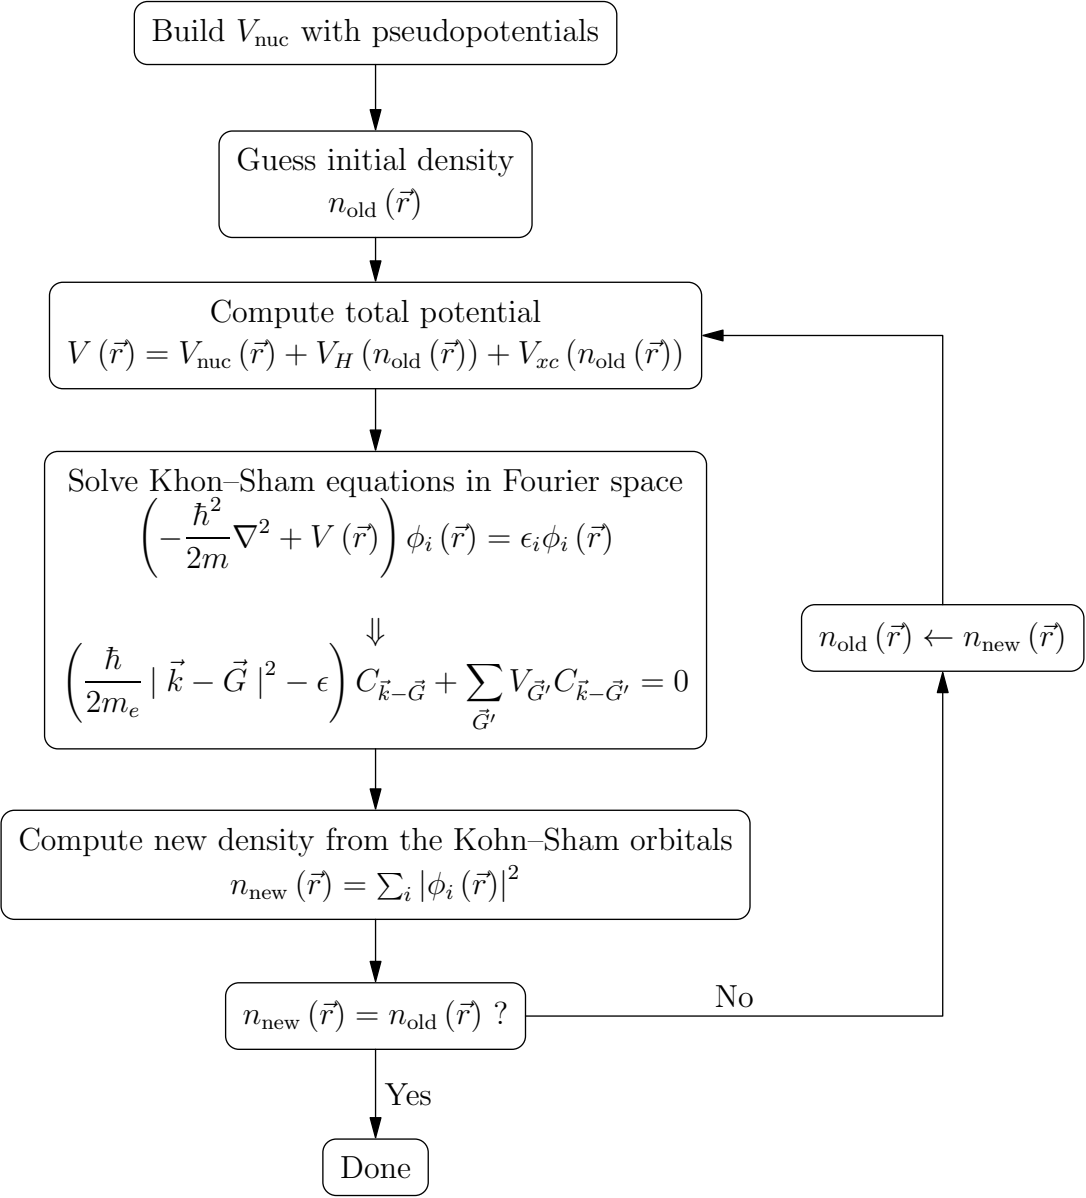 Build V_nuc with pseudopotentials
Guess initial density
n_old (r⃗)
Compute total potential
V (r⃗) = V_nuc (r⃗) + V_H (n_old (r⃗)) + V_xc (n_old (r⃗))
Solve Khon–Sham equations in Fourier space
(−ħ²/2m ∇² + V (r⃗)) ϕ_i (r⃗) = ϵ_i ϕ_i (r⃗)
⇓
(ħ/2m_e | k⃗ − G⃗ |² − ϵ) C_{k⃗−G⃗} + ∑_{G⃗′} V_{G⃗′} C_{k⃗−G⃗′} = 0
n_old (r⃗) ← n_new (r⃗)
Compute new density from the Kohn–Sham orbitals
n_new (r⃗) = ∑_i |ϕ_i (r⃗)|²
n_new (r⃗) = n_old (r⃗) ?
No
Yes
Done